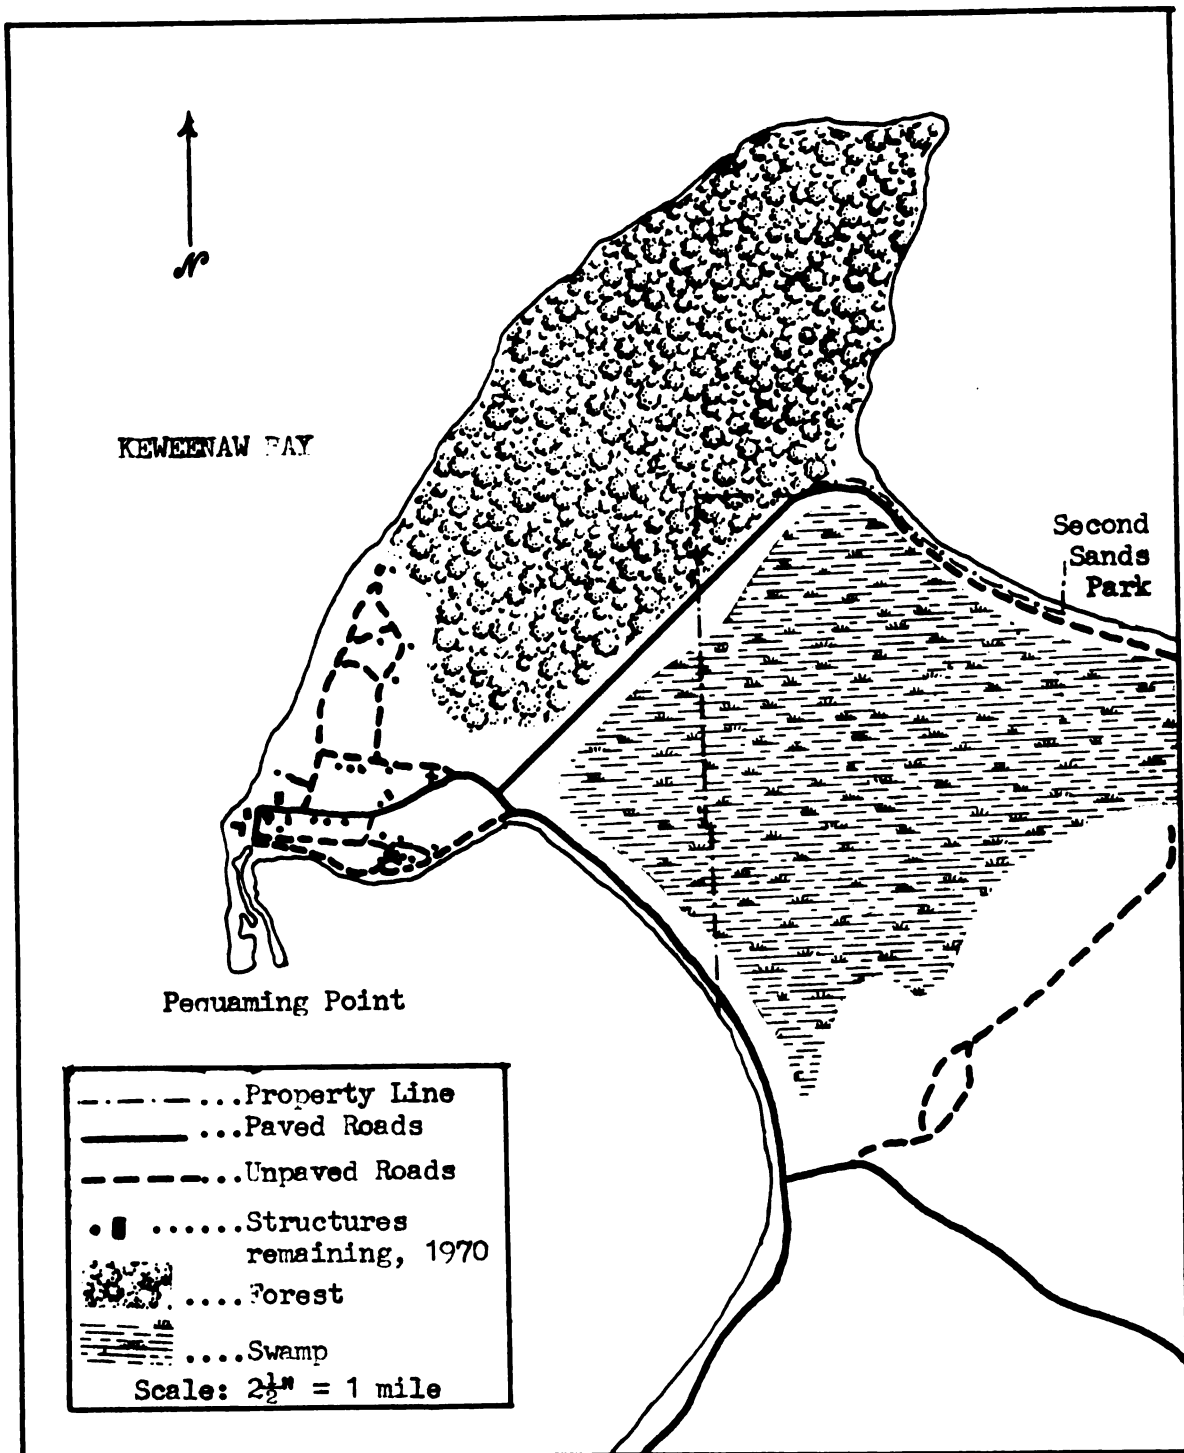 N
KEWEENAW BAY
Second
Sands
Park
Pequaming Point
...Property Line
...Paved Roads
...Unpaved Roads
......Structures
remaining, 1970
....Forest
....Swamp
Scale: 2½" = 1 mile